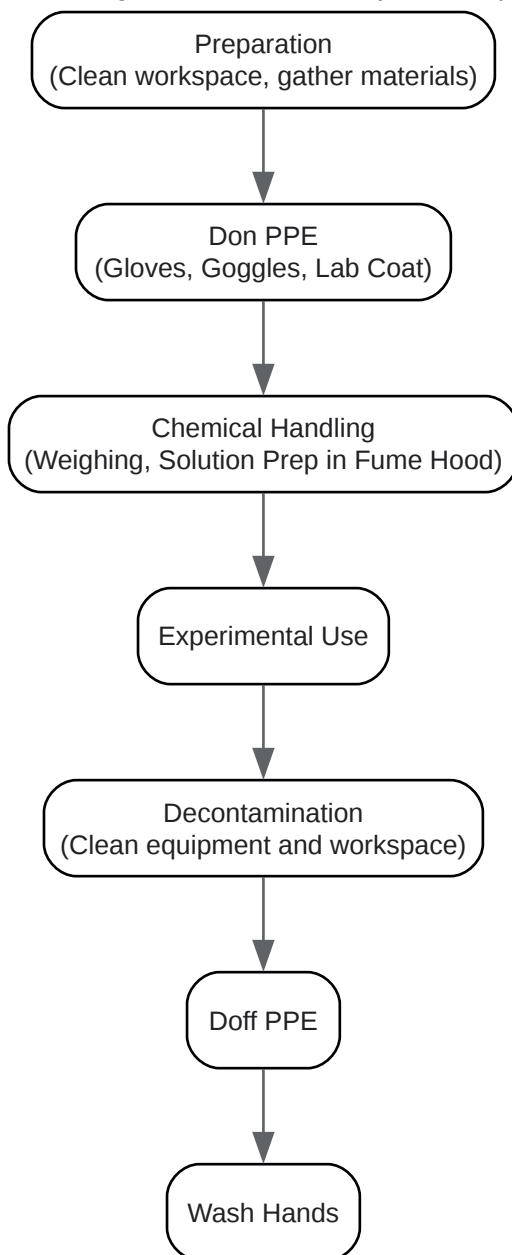 Preparation
(Clean workspace, gather materials)
Don PPE
(Gloves, Goggles, Lab Coat)
Chemical Handling
(Weighing, Solution Prep in Fume Hood)
Experimental Use
Decontamination
(Clean equipment and workspace)
Doff PPE
Wash Hands